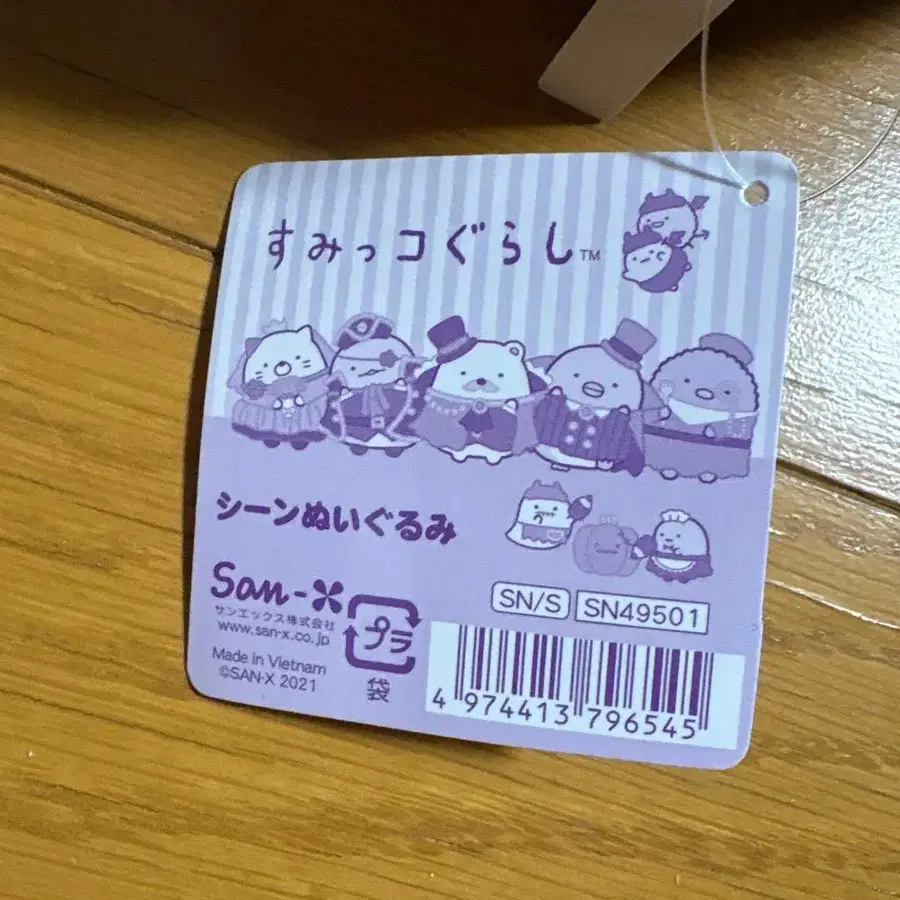 すみっコぐらし™
シーンぬいぐるみ
San-X
サンエックス株式会社
www.san-x.co.jp
プラ
袋
Made in Vietnam
©SAN-X 2021
SN/S SN49501
4 974413 796545